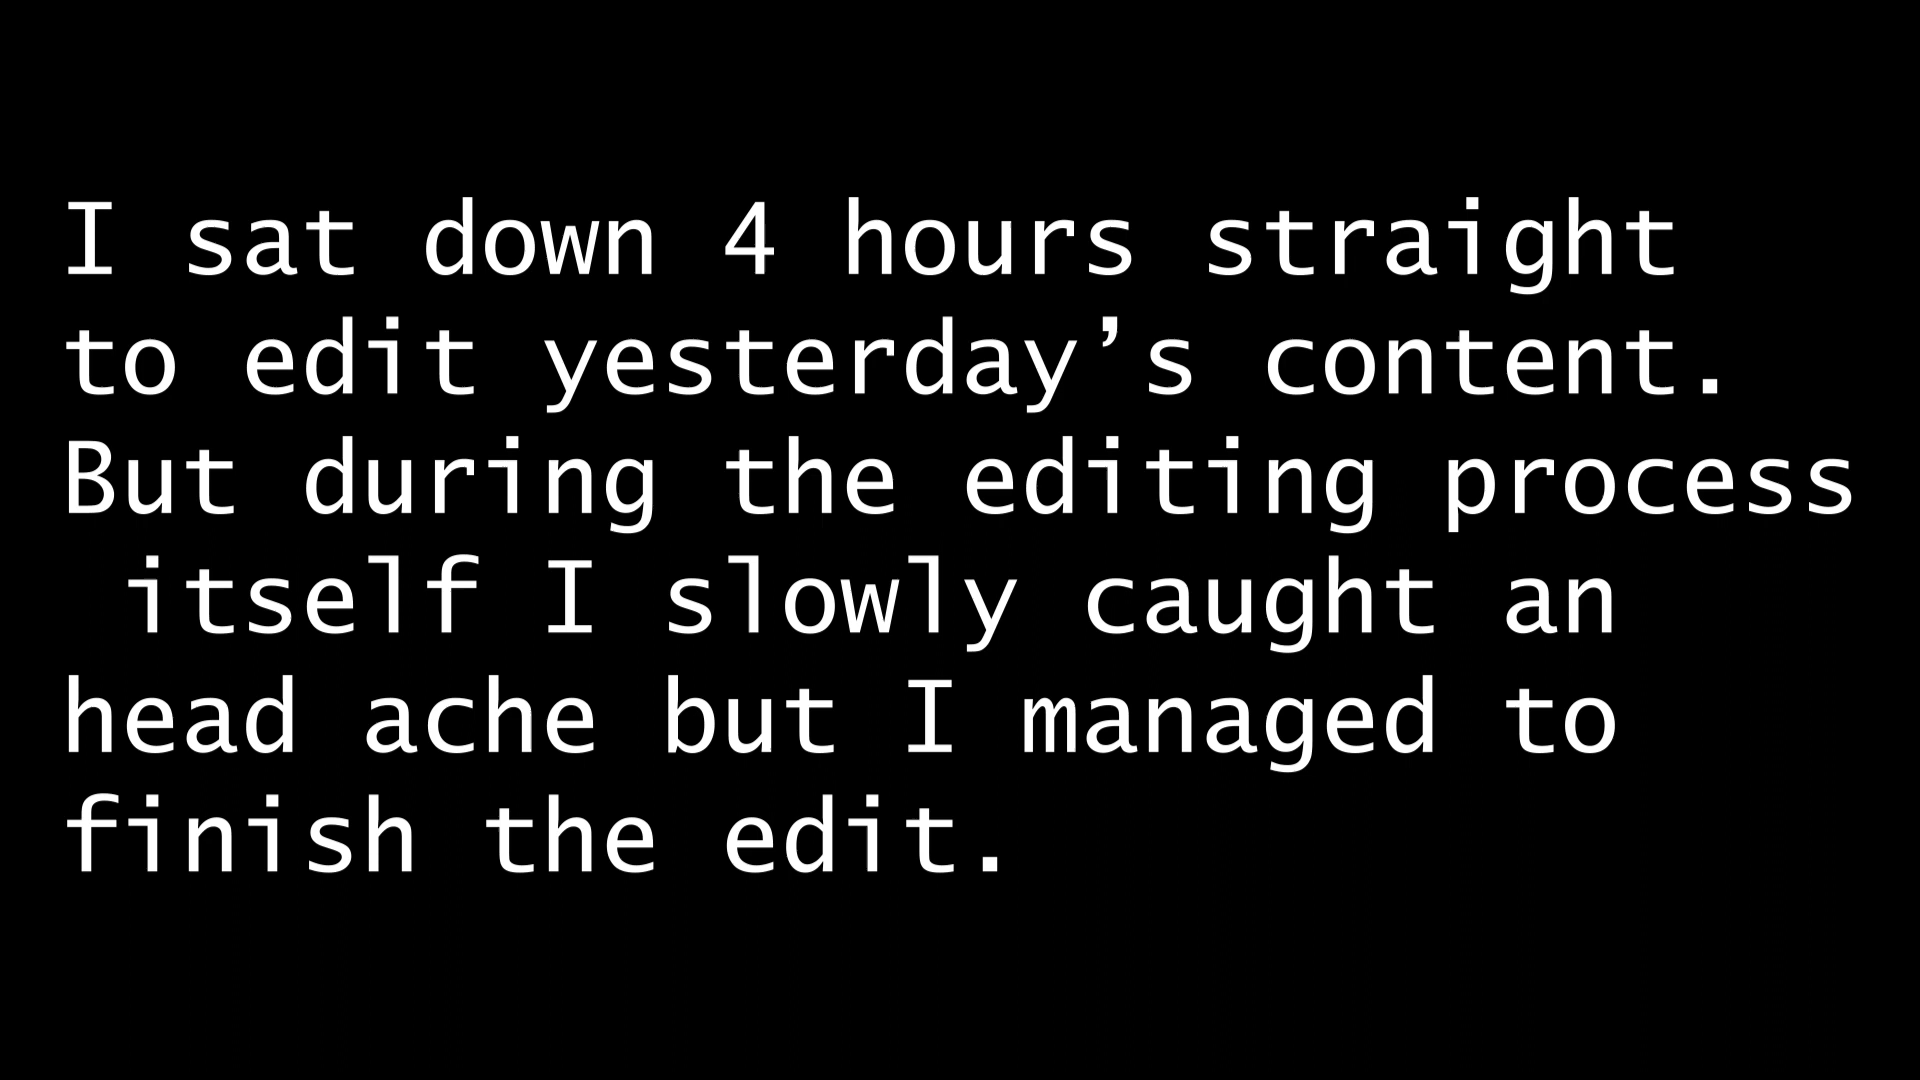 I sat down 4 hours straight
to edit yesterday’s content.
But during the editing process
 itself I slowly caught an
head ache but I managed to
finish the edit.